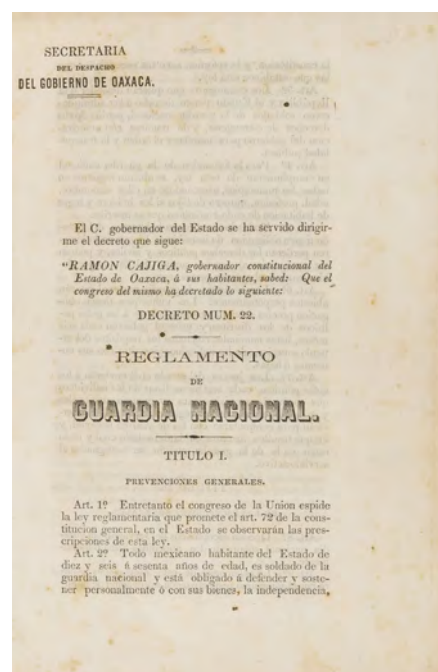 SECRETARIA
DEL DESPACHO
DEL GOBIERNO DE OAXACA.
El C. gobernador del Estado se ha servido dirigir-
me el decreto que sigue:
"RAMON CAJIGA, gobernador constitucional del
Estado de Oaxaca, á sus habitantes, sabed: Que el
congreso del mismo ha decretado lo siguiente:
DECRETO MUM. 22.
REGLAMENTO
DE
GUARDIA NACIONAL.
TITULO I.
PREVENCIONES GENERALES.
Art. 1º Entretanto el congreso de la Union espide
la ley reglamentaria que promete el art. 72 de la cons-
titucion general, en el Estado se observarán las pres-
cripciones de esta ley.
Art. 2º Todo mexicano habitante del Estado de
diez y seis á sesenta años de edad, es soldado de la
guardia nacional y está obligado á defender y soste-
ner personalmente ó con sus bienes, la independencia,